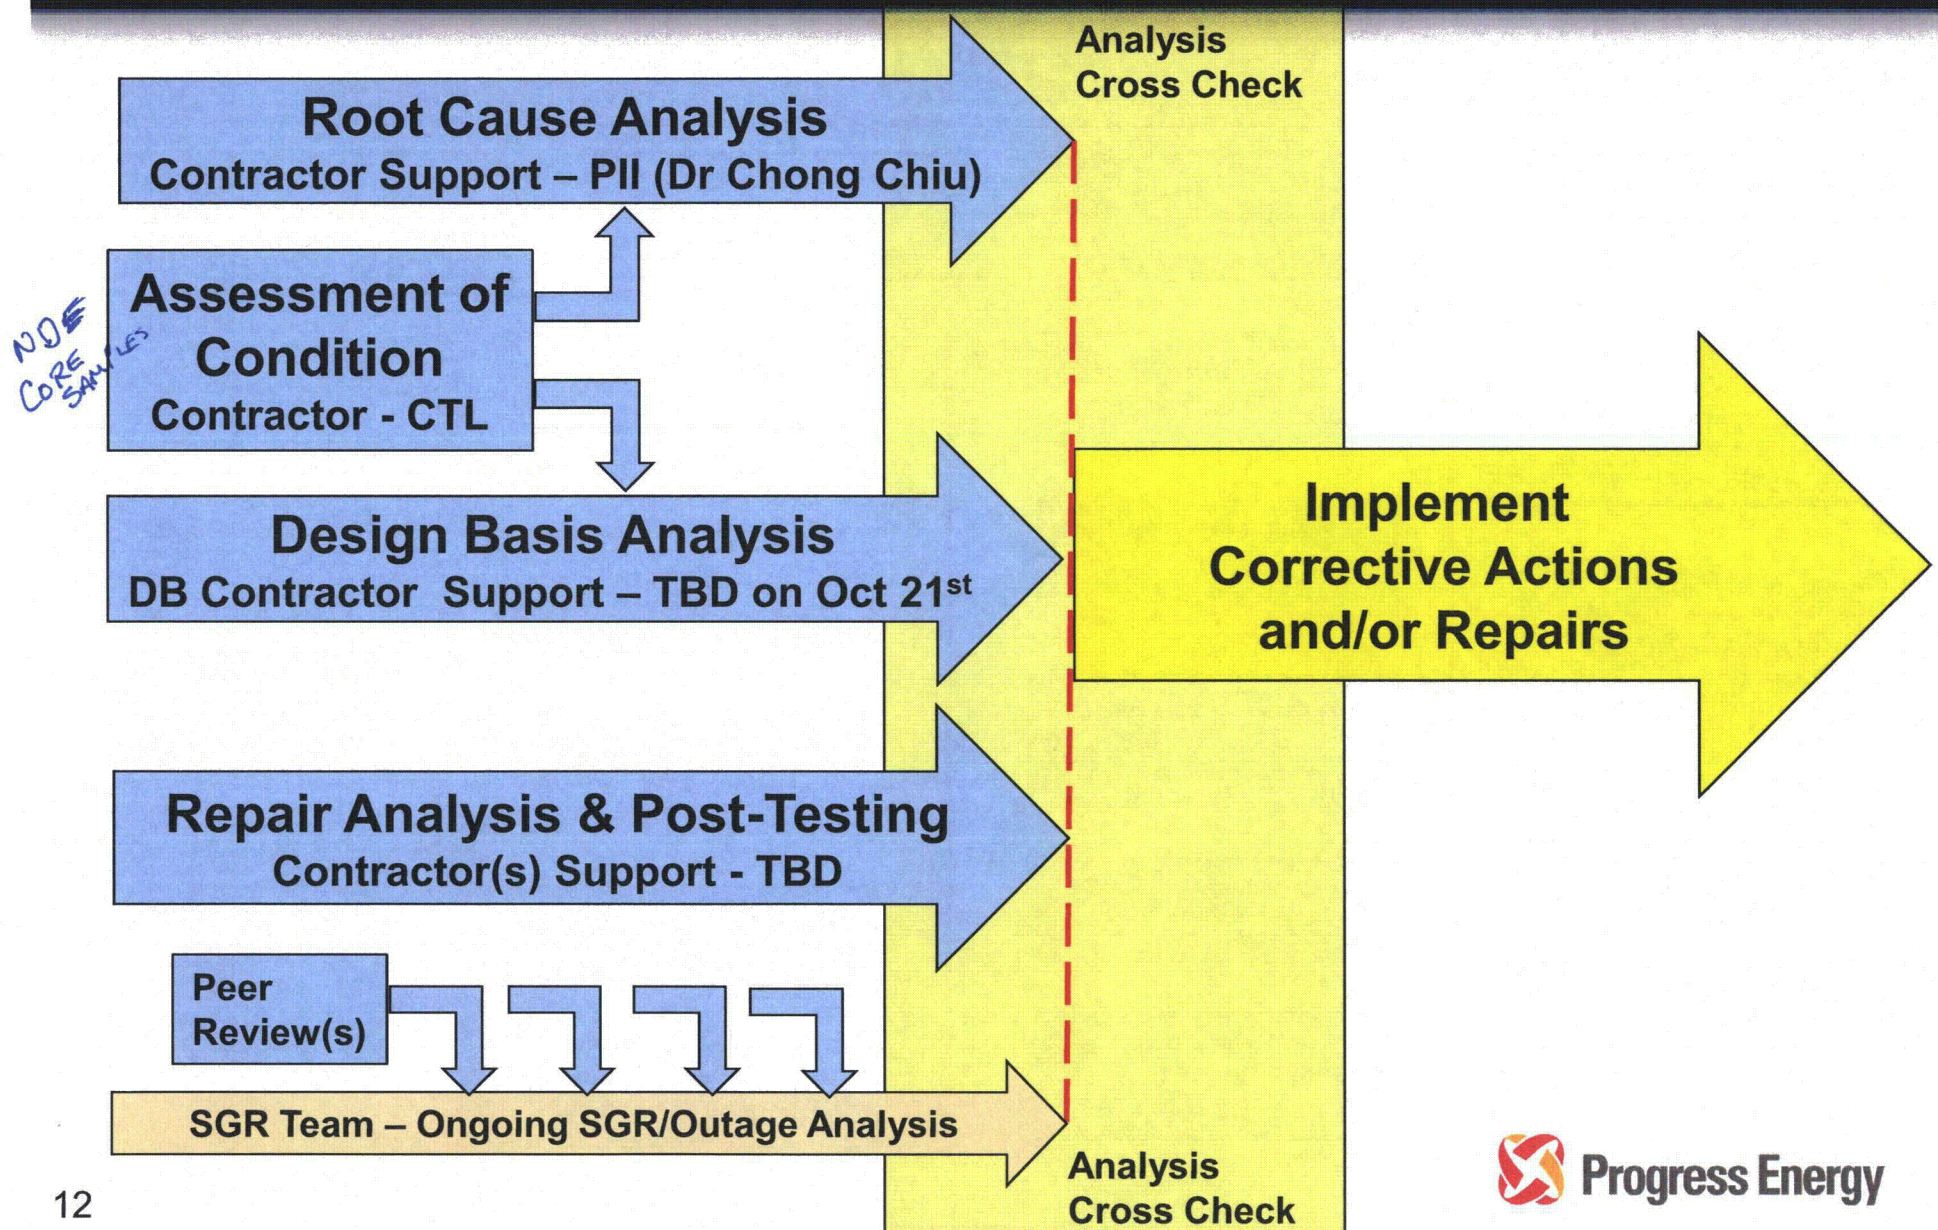 Analysis
Cross Check
Root Cause Analysis
Contractor Support – PII (Dr Chong Chiu)
Assessment of
Condition
Contractor - CTL
NDE
CORE
SAMPLES
Design Basis Analysis
DB Contractor Support – TBD on Oct 21st
Implement
Corrective Actions
and/or Repairs
Repair Analysis & Post-Testing
Contractor(s) Support - TBD
Peer
Review(s)
SGR Team – Ongoing SGR/Outage Analysis
Analysis
Cross Check
Progress Energy
12